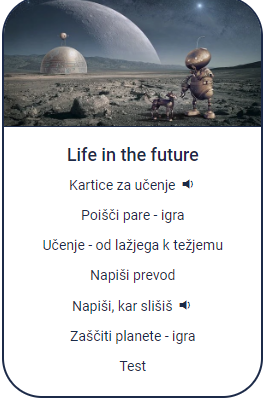 Life in the future
Kartice za učenje
Poišči pare - igra
Učenje - od lažjega k težjemu
Napiši prevod
Napiši, kar slišiš
Zaščiti planete - igra
Test